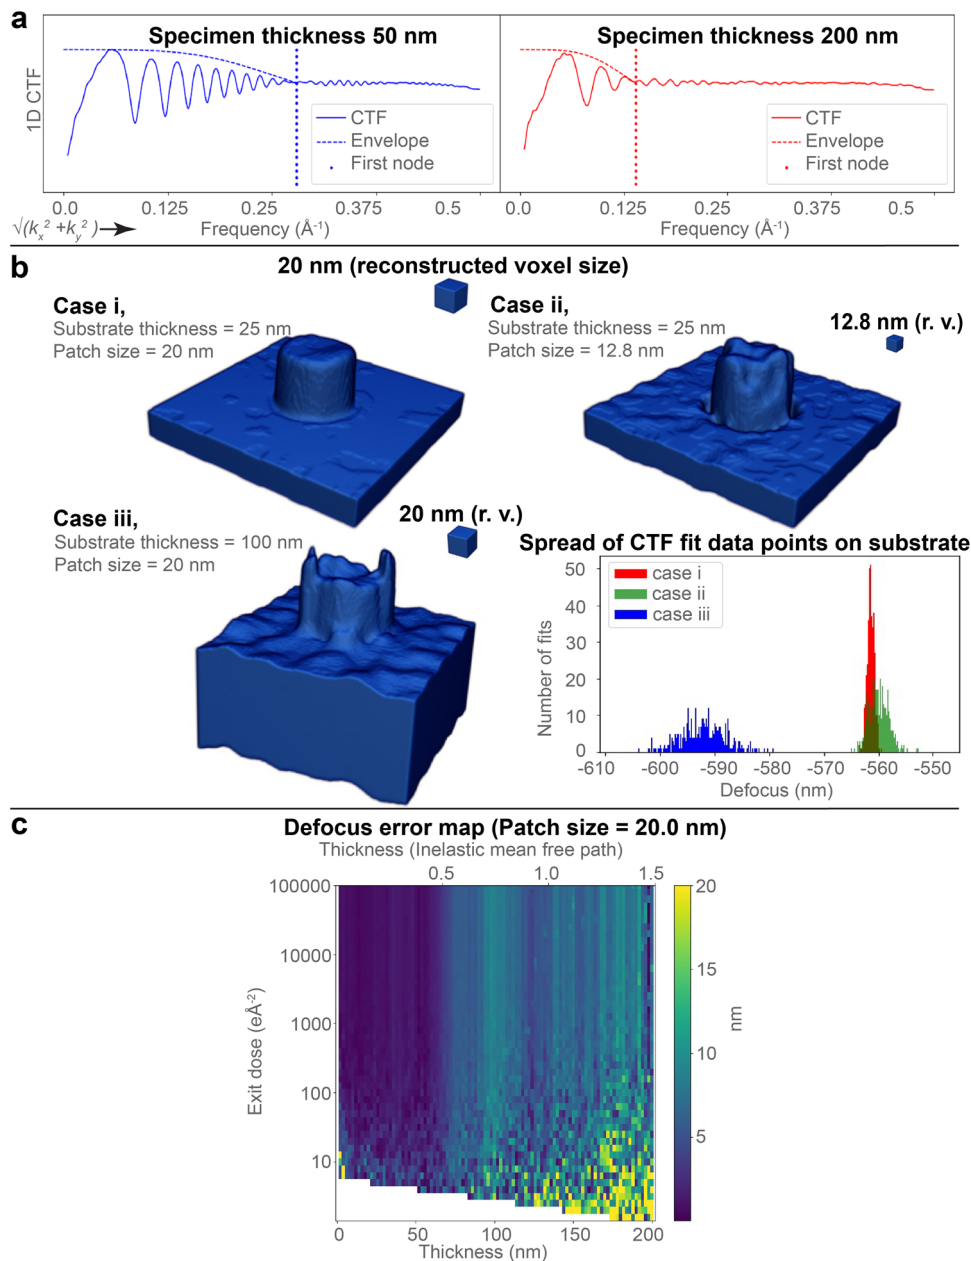 a
Specimen thickness 50 nm
Specimen thickness 200 nm
1D CTF
CTF
Envelope
First node
CTF
Envelope
First node
0.0 0.125 0.25 0.375 0.5
0.0 0.125 0.25 0.375 0.5
√(kx² +ky² )
Frequency (Å⁻¹)
Frequency (Å⁻¹)
b
20 nm (reconstructed voxel size)
Case i,
Substrate thickness = 25 nm
Patch size = 20 nm
Case ii,
Substrate thickness = 25 nm
Patch size = 12.8 nm
12.8 nm (r. v.)
Case iii,
Substrate thickness = 100 nm
Patch size = 20 nm
20 nm (r. v.)
Spread of CTF fit data points on substrate
case i
case ii
case iii
Number of fits
50
40
30
20
10
0
-610 -600 -590 -580 -570 -560 -550
Defocus (nm)
c
Defocus error map (Patch size = 20.0 nm)
Thickness (Inelastic mean free path)
0.5 1.0 1.5
Exit dose (eÅ⁻²)
100000
10000
1000
100
10
0 50 100 150 200
Thickness (nm)
20
15
10
5
nm